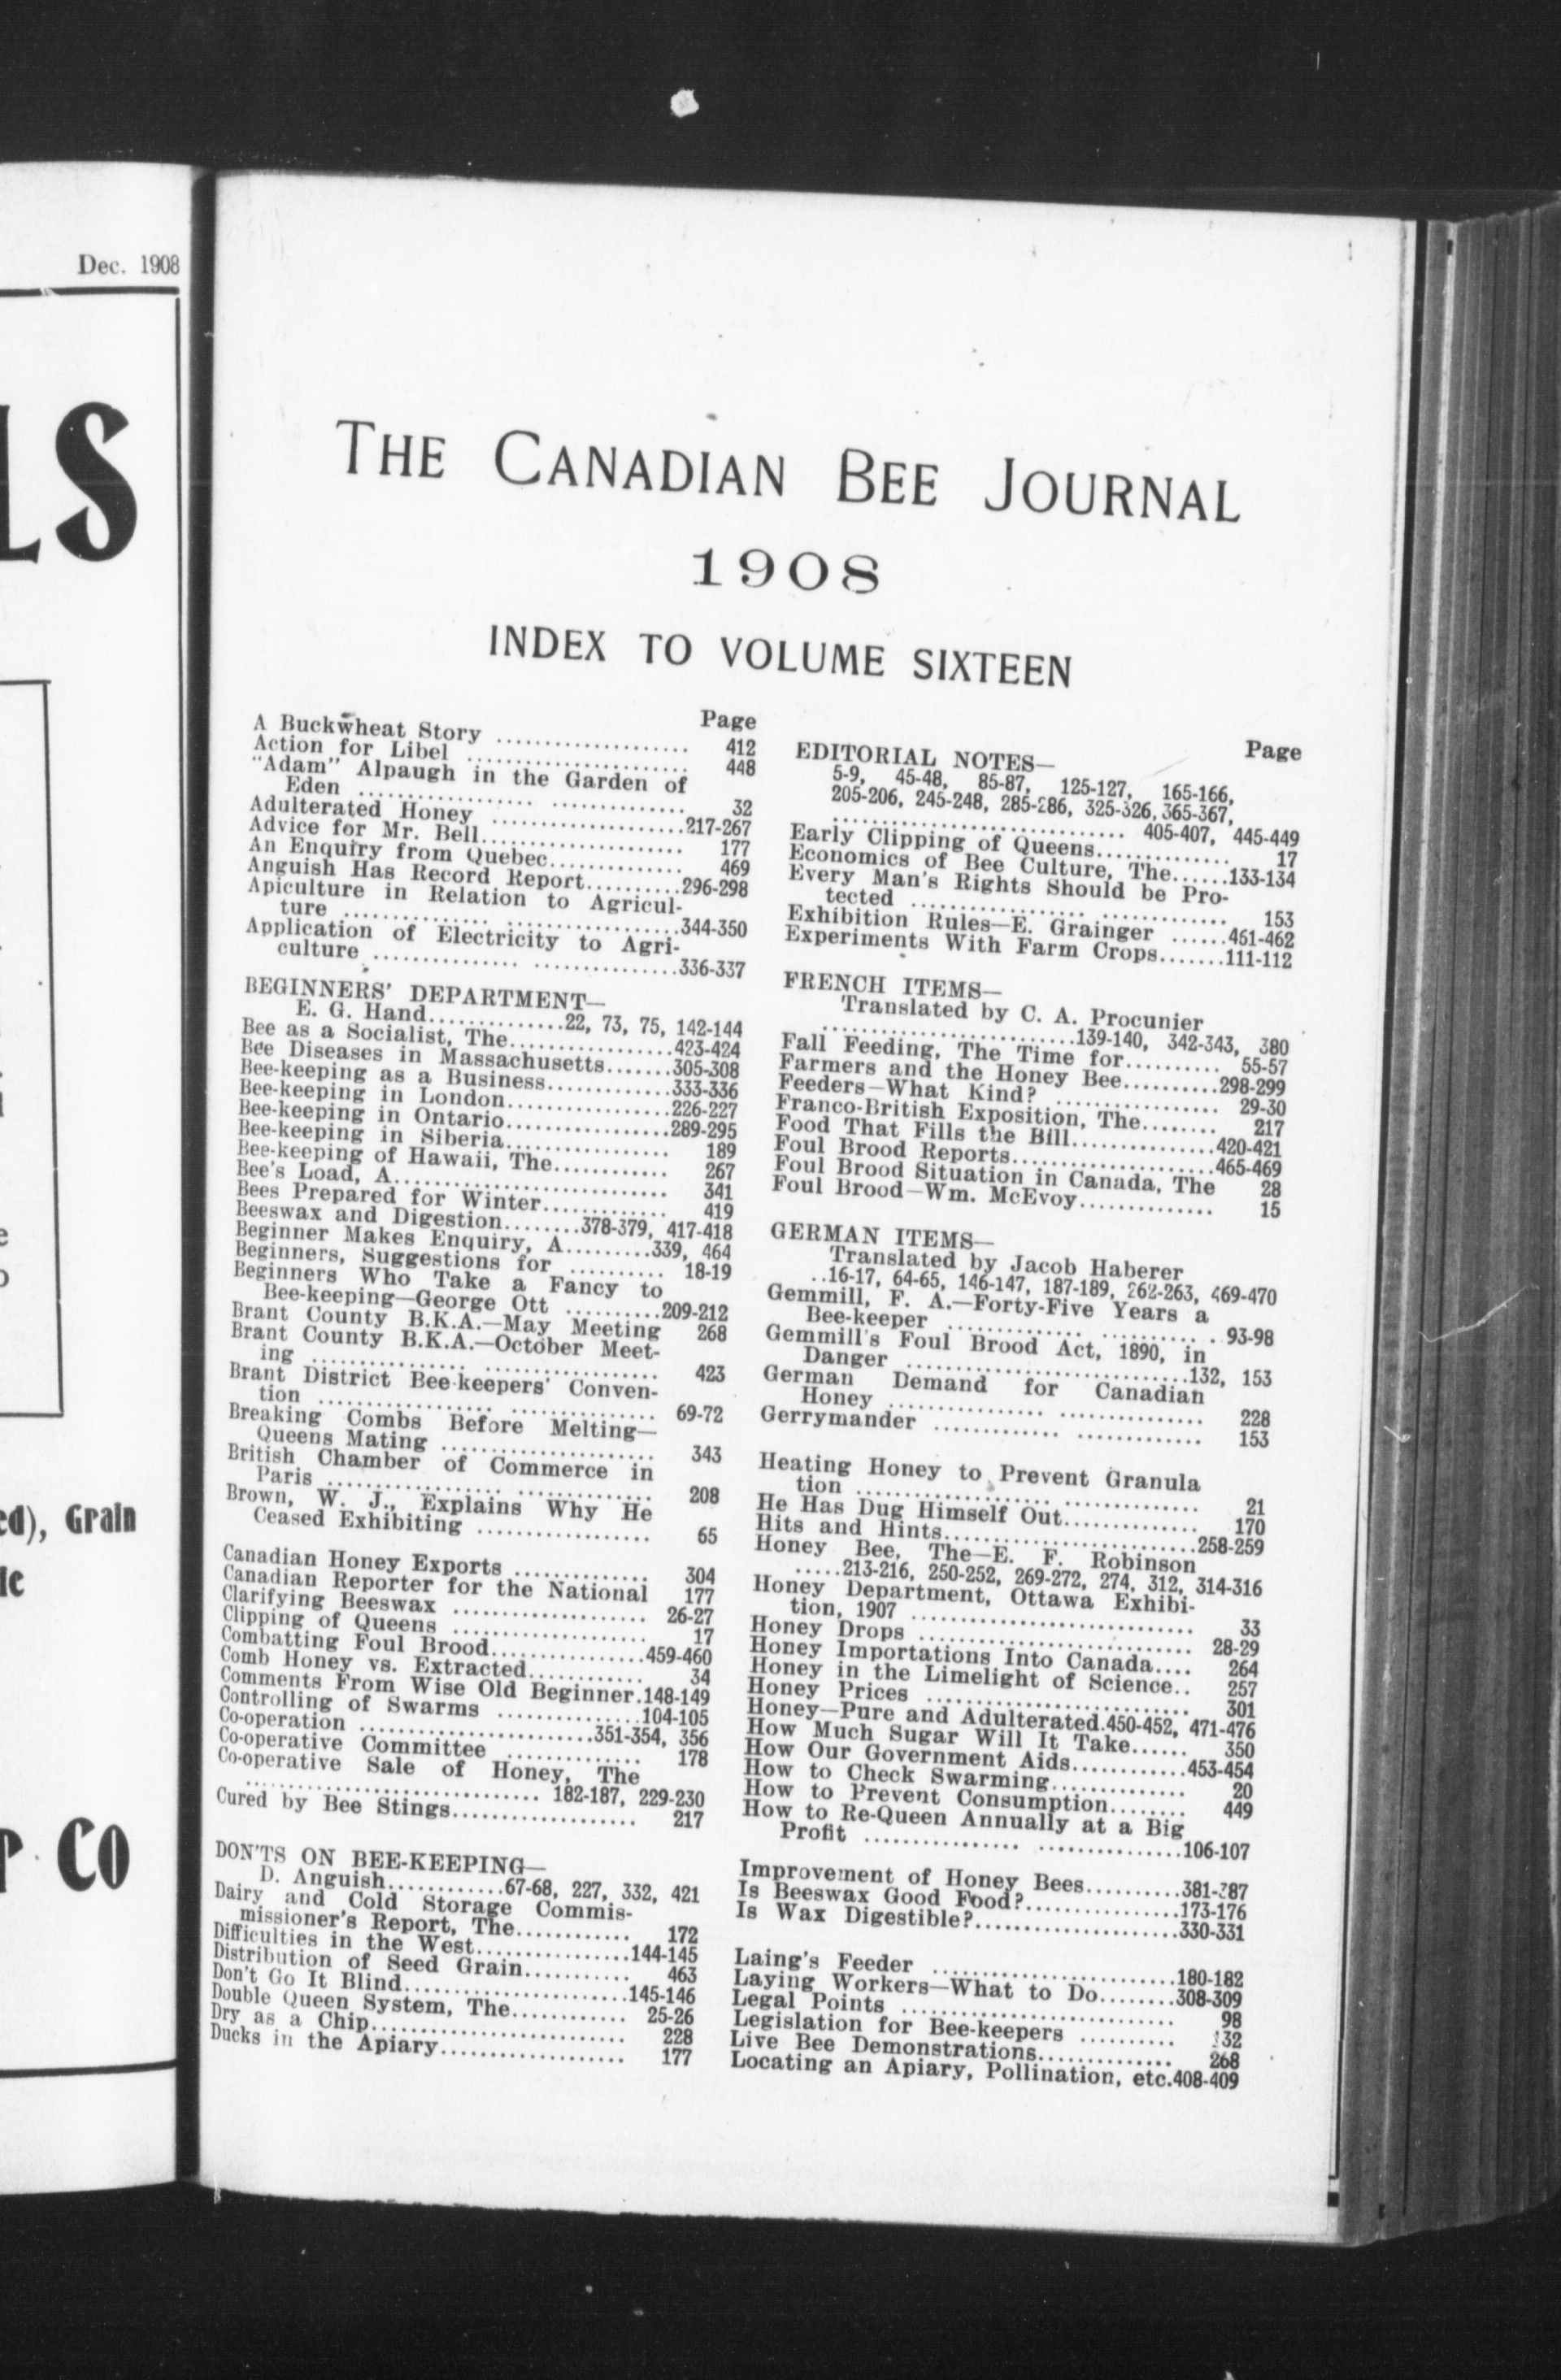 Dec. 1908
LS
ed), Grain
ic
P CO
THE CANADIAN BEE JOURNAL
1908
INDEX TO VOLUME SIXTEEN
Page
A Buckwheat Story .................... 412
Action for Libel ....................... 448
"Adam" Alpaugh in the Garden of
Eden .................. .............. 32
Adulterated Honey ....................217-267
Advice for Mr. Bell..................... 177
An Enquiry from Quebec.............. 469
Anguish Has Record Report..........296-298
Apiculture in Relation to Agricul-
ture ............... ..................344-350
Application of Electricity to Agri-
culture ............... ...............336-337
BEGINNERS' DEPARTMENT—
E. G. Hand..............22, 73, 75, 142-144
Bee as a Socialist, The.................423-424
Bee Diseases in Massachusetts.......305-308
Bee-keeping as a Business.............333-336
Bee-keeping in London.................226-227
Bee-keeping in Ontario.................289-295
Bee-keeping in Siberia................. 189
Bee-keeping of Hawaii, The............ 267
Bee's Load, A............................ 341
Bees Prepared for Winter............. 419
Beeswax and Digestion........378-379, 417-418
Beginner Makes Enquiry, A.........339, 464
Beginners, Suggestions for .......... 18-19
Beginners Who Take a Fancy to
Bee-keeping—George Ott ..........209-212
Brant County B.K.A.—May Meeting 268
Brant County B.K.A.—October Meet-
ing ................ .................. 423
Brant District Bee-keepers' Conven-
tion .................. ............... 69-72
Breaking Combs Before Melting—
Queens Mating ...................... 343
British Chamber of Commerce in
Paris ................... .............. 208
Brown, W. J., Explains Why He
Ceased Exhibiting .................. 65
Canadian Honey Exports .............. 304
Canadian Reporter for the National 177
Clarifying Beeswax .................... 26-27
Clipping of Queens .................... 17
Combatting Foul Brood................459-460
Comb Honey vs. Extracted............ 34
Comments From Wise Old Beginner.148-149
Controlling of Swarms ...............104-105
Co-operation ...........................351-354, 356
Co-operative Committee .............. 178
Co-operative Sale of Honey, The
............................... 182-187, 229-230
Cured by Bee Stings................... 217
DON'TS ON BEE-KEEPING—
D. Anguish............67-68, 227, 332, 421
Dairy and Cold Storage Commis-
missioner's Report, The............ 172
Difficulties in the West................144-145
Distribution of Seed Grain........... 463
Don't Go It Blind.......................145-146
Double Queen System, The............ 25-26
Dry as a Chip.......................... 228
Ducks in the Apiary................... 177
Page
EDITORIAL NOTES—
5-9, 45-48, 85-87, 125-127, 165-166,
205-206, 245-248, 285-286, 325-326, 365-367,
............................... 405-407, 445-449
Early Clipping of Queens.............. 17
Economics of Bee Culture, The......133-134
Every Man's Rights Should be Pro-
tected .................. ............. 153
Exhibition Rules—E. Grainger ......461-462
Experiments With Farm Crops.......111-112
FRENCH ITEMS—
Translated by C. A. Procunier
..........................139-140, 342-343, 380
Fall Feeding, The Time for.......... 55-57
Farmers and the Honey Bee..........298-299
Feeders—What Kind? ................. 29-30
Franco-British Exposition, The........ 217
Food That Fills the Bill...............420-421
Foul Brood Reports.....................465-469
Foul Brood Situation in Canada, The 28
Foul Brood—Wm. McEvoy.............. 15
GERMAN ITEMS—
Translated by Jacob Haberer
..16-17, 64-65, 146-147, 187-189, 262-263, 469-470
Gemmill, F. A.—Forty-Five Years a
Bee-keeper .............. ............ 93-98
Gemmill's Foul Brood Act, 1890, in
Danger ..............................132, 153
German Demand for Canadian
Honey ................ ............... 228
Gerrymander ............. ............. 153
Heating Honey to Prevent Granula
tion .................... .............. 21
He Has Dug Himself Out.............. 170
Hits and Hints..........................258-259
Honey Bee, The—E. F. Robinson
.....213-216, 250-252, 269-272, 274, 312, 314-316
Honey Department, Ottawa Exhibi-
tion, 1907 ............................. 33
Honey Drops ............................ 28-29
Honey Importations Into Canada.... 264
Honey in the Limelight of Science.. 257
Honey Prices ........................... 301
Honey—Pure and Adulterated.450-452, 471-476
How Much Sugar Will It Take...... 350
How Our Government Aids............453-454
How to Check Swarming.............. 20
How to Prevent Consumption........ 449
How to Re-Queen Annually at a Big
Profit ................ ...............106-107
Improvement of Honey Bees..........381-387
Is Beeswax Good Food?................173-176
Is Wax Digestible?.....................330-331
Laing's Feeder .........................180-182
Laying Workers—What to Do........308-309
Legal Points ............................ 98
Legislation for Bee-keepers .......... 132
Live Bee Demonstrations.............. 268
Locating an Apiary, Pollination, etc.408-409